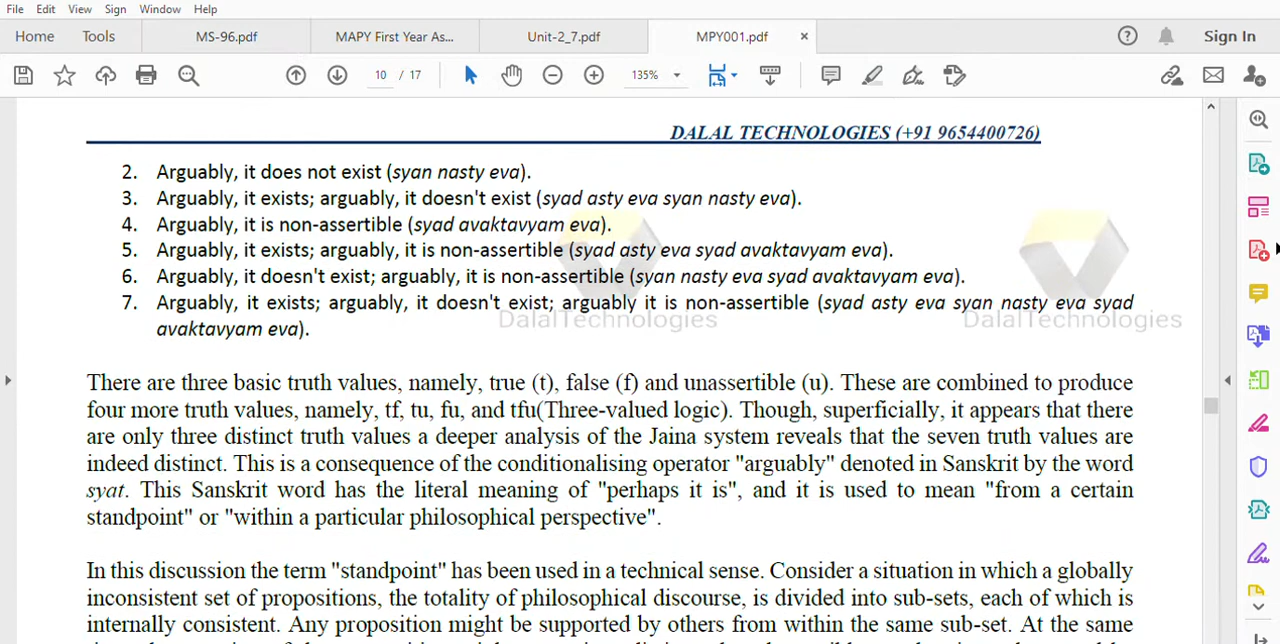 File Edit View Sign Window Help
Home Tools MS-96.pdf MAPY First Year As... Unit-2_7.pdf MPY001.pdf × Sign In
10 / 17 135%
DALAL TECHNOLOGIES (+91 9654400726)
2. Arguably, it does not exist (syan nasty eva).
3. Arguably, it exists; arguably, it doesn't exist (syad asty eva syan nasty eva).
4. Arguably, it is non-assertible (syad avaktavyam eva).
5. Arguably, it exists; arguably, it is non-assertible (syad asty eva syad avaktavyam eva).
6. Arguably, it doesn't exist; arguably, it is non-assertible (syan nasty eva syad avaktavyam eva).
7. Arguably, it exists; arguably, it doesn't exist; arguably it is non-assertible (syad asty eva syan nasty eva syad
avaktavyam eva).
DalalTechnologies DalalTechnologies
There are three basic truth values, namely, true (t), false (f) and unassertible (u). These are combined to produce
four more truth values, namely, tf, tu, fu, and tfu(Three-valued logic). Though, superficially, it appears that there
are only three distinct truth values a deeper analysis of the Jaina system reveals that the seven truth values are
indeed distinct. This is a consequence of the conditionalising operator "arguably" denoted in Sanskrit by the word
syat. This Sanskrit word has the literal meaning of "perhaps it is", and it is used to mean "from a certain
standpoint" or "within a particular philosophical perspective".
In this discussion the term "standpoint" has been used in a technical sense. Consider a situation in which a globally
inconsistent set of propositions, the totality of philosophical discourse, is divided into sub-sets, each of which is
internally consistent. Any proposition might be supported by others from within the same sub-set. At the same